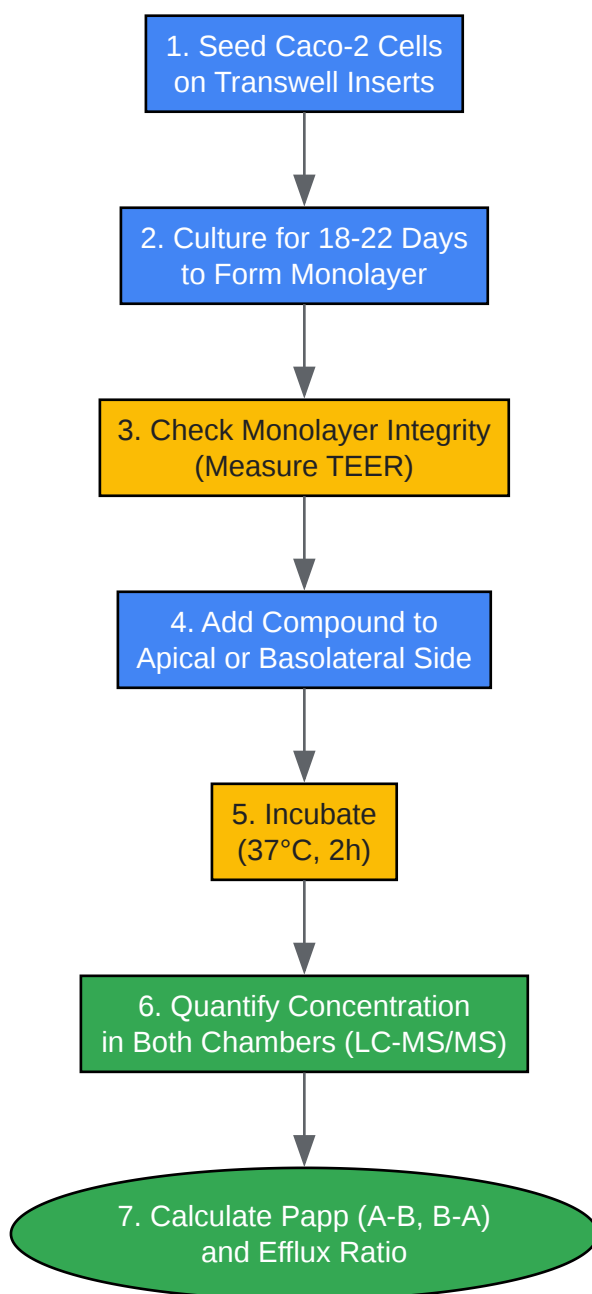 1. Seed Caco-2 Cells
on Transwell Inserts
2. Culture for 18-22 Days
to Form Monolayer
3. Check Monolayer Integrity
(Measure TEER)
4. Add Compound to
Apical or Basolateral Side
5. Incubate
(37°C, 2h)
6. Quantify Concentration
in Both Chambers (LC-MS/MS)
7. Calculate Papp (A-B, B-A)
and Efflux Ratio